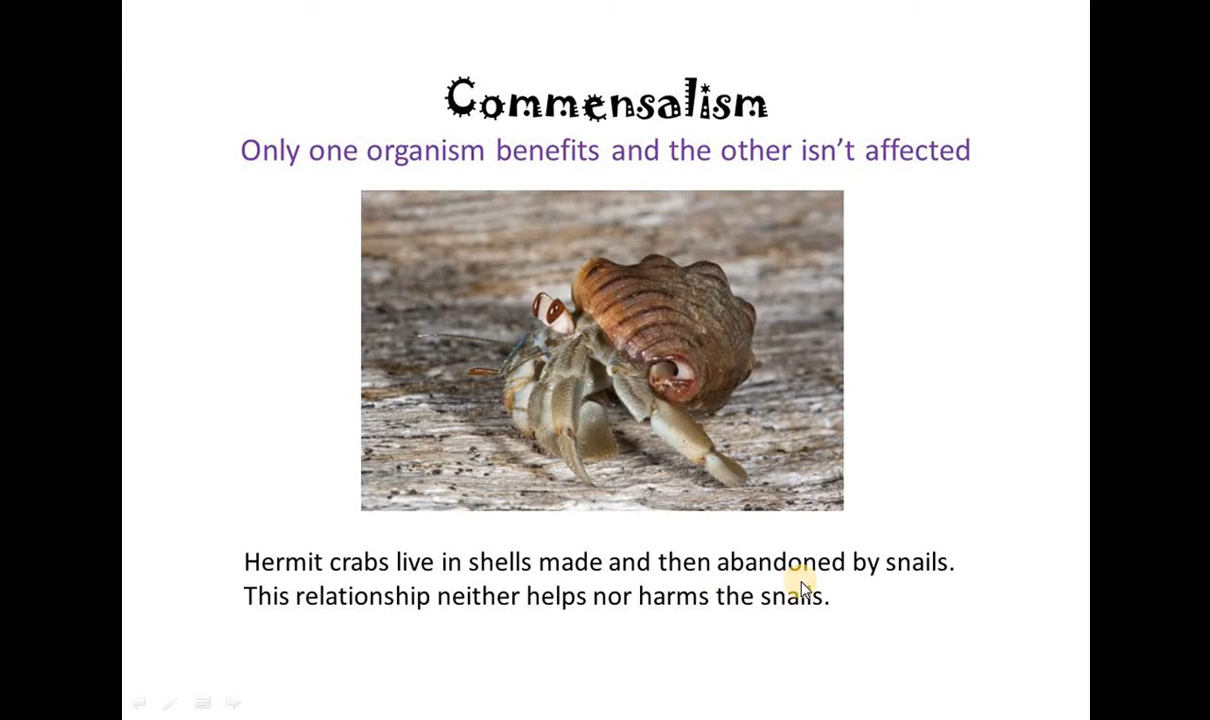 Commensalism
Only one organism benefits and the other isn’t affected
Hermit crabs live in shells made and then abandoned by snails.
This relationship neither helps nor harms the snails.